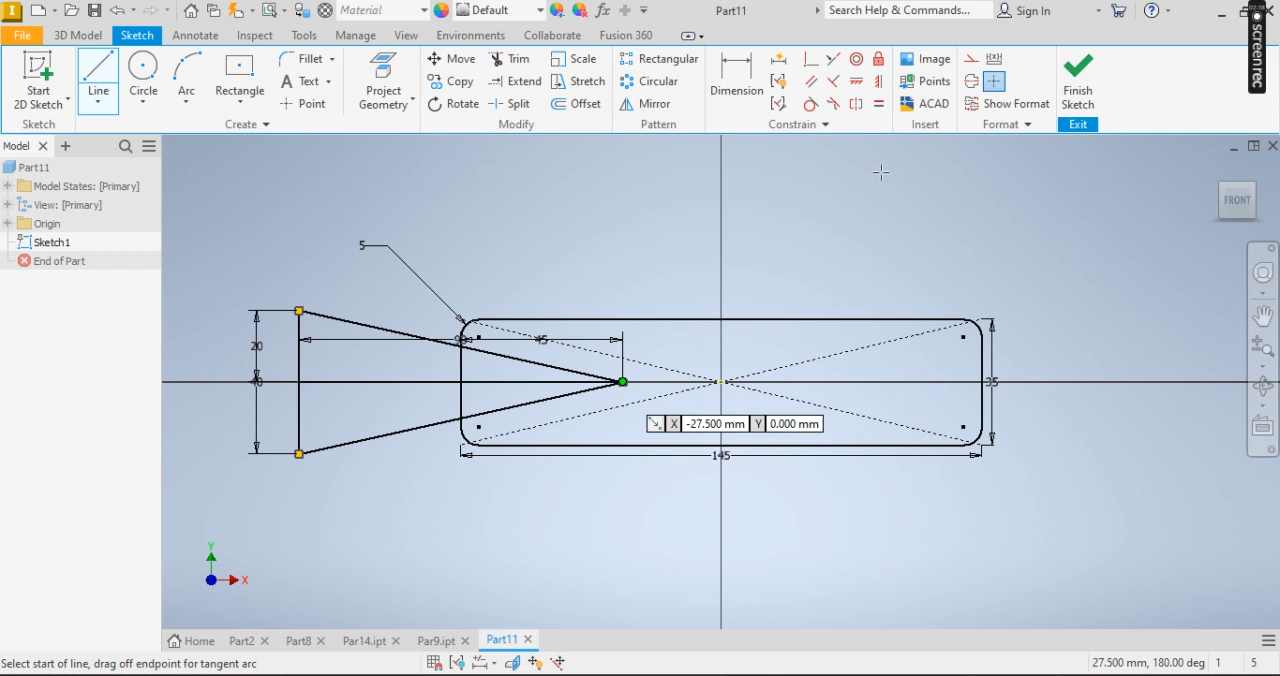 Material
Default
fx
Part11
Search Help & Commands...
Sign In
02:18
screenrec
File
3D Model
Sketch
Annotate
Inspect
Tools
Manage
View
Environments
Collaborate
Fusion 360
Start
2D Sketch
Line
Circle
Arc
Rectangle
Fillet
Text
Point
Project
Geometry
Move
Copy
Rotate
Trim
Extend
Split
Scale
Stretch
Offset
Rectangular
Circular
Mirror
Dimension
Image
Points
ACAD
Show Format
Finish
Sketch
Sketch
Create
Modify
Pattern
Constrain
Insert
Format
Exit
Model
Part11
Model States: [Primary]
View: [Primary]
Origin
Sketch1
End of Part
FRONT
5
20
45
35
145
X -27.500 mm Y 0.000 mm
Y
X
Home
Part2
Part8
Par14.ipt
Par9.ipt
Part11
Select start of line, drag off endpoint for tangent arc
27.500 mm, 180.00 deg 1 5